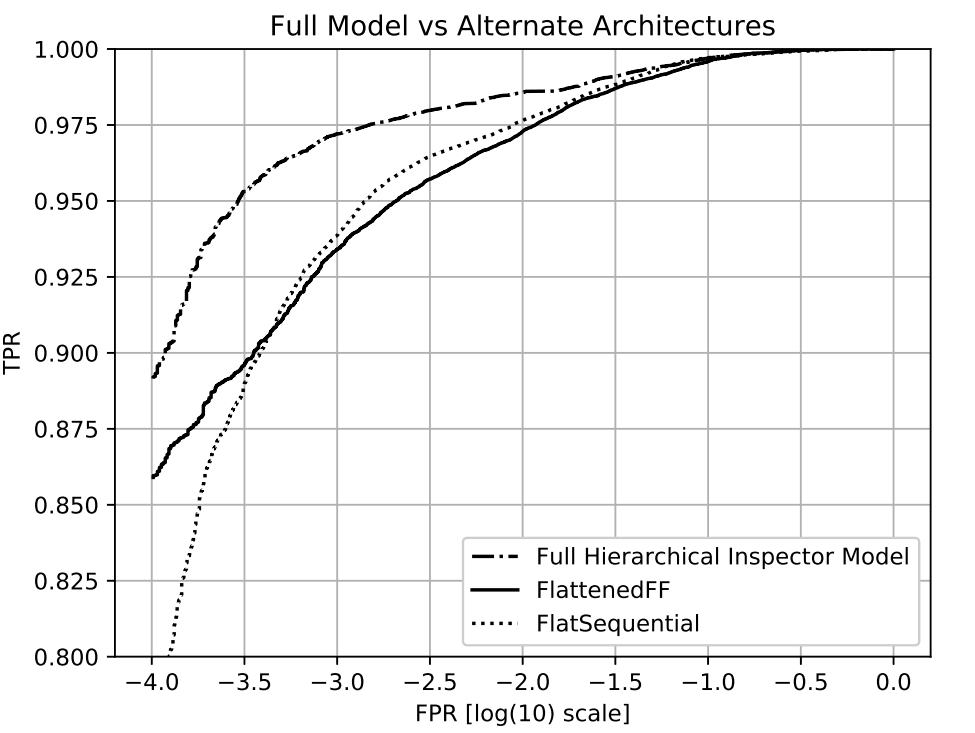 Full Model vs Alternate Architectures
1.000
0.975
0.950
0.925
0.900
0.875
0.850
0.825
0.800
TPR
Full Hierarchical Inspector Model
FlattenedFF
FlatSequential
−4.0 −3.5 −3.0 −2.5 −2.0 −1.5 −1.0 −0.5 0.0
FPR [log(10) scale]